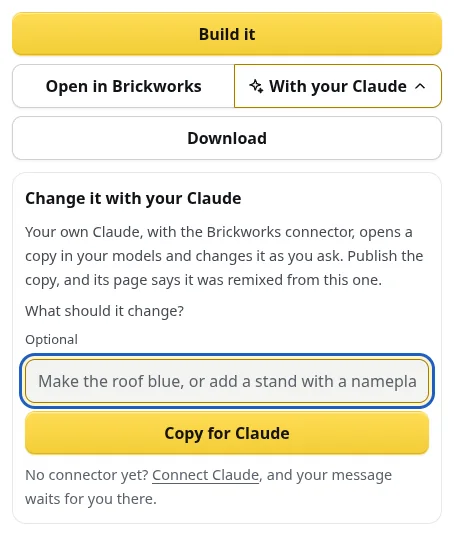 Build it
Open in Brickworks
With your Claude
Download
Change it with your Claude
Your own Claude, with the Brickworks connector, opens a
copy in your models and changes it as you ask. Publish the
copy, and its page says it was remixed from this one.
What should it change?
Optional
Make the roof blue, or add a stand with a namepla
Copy for Claude
No connector yet? Connect Claude, and your message
waits for you there.